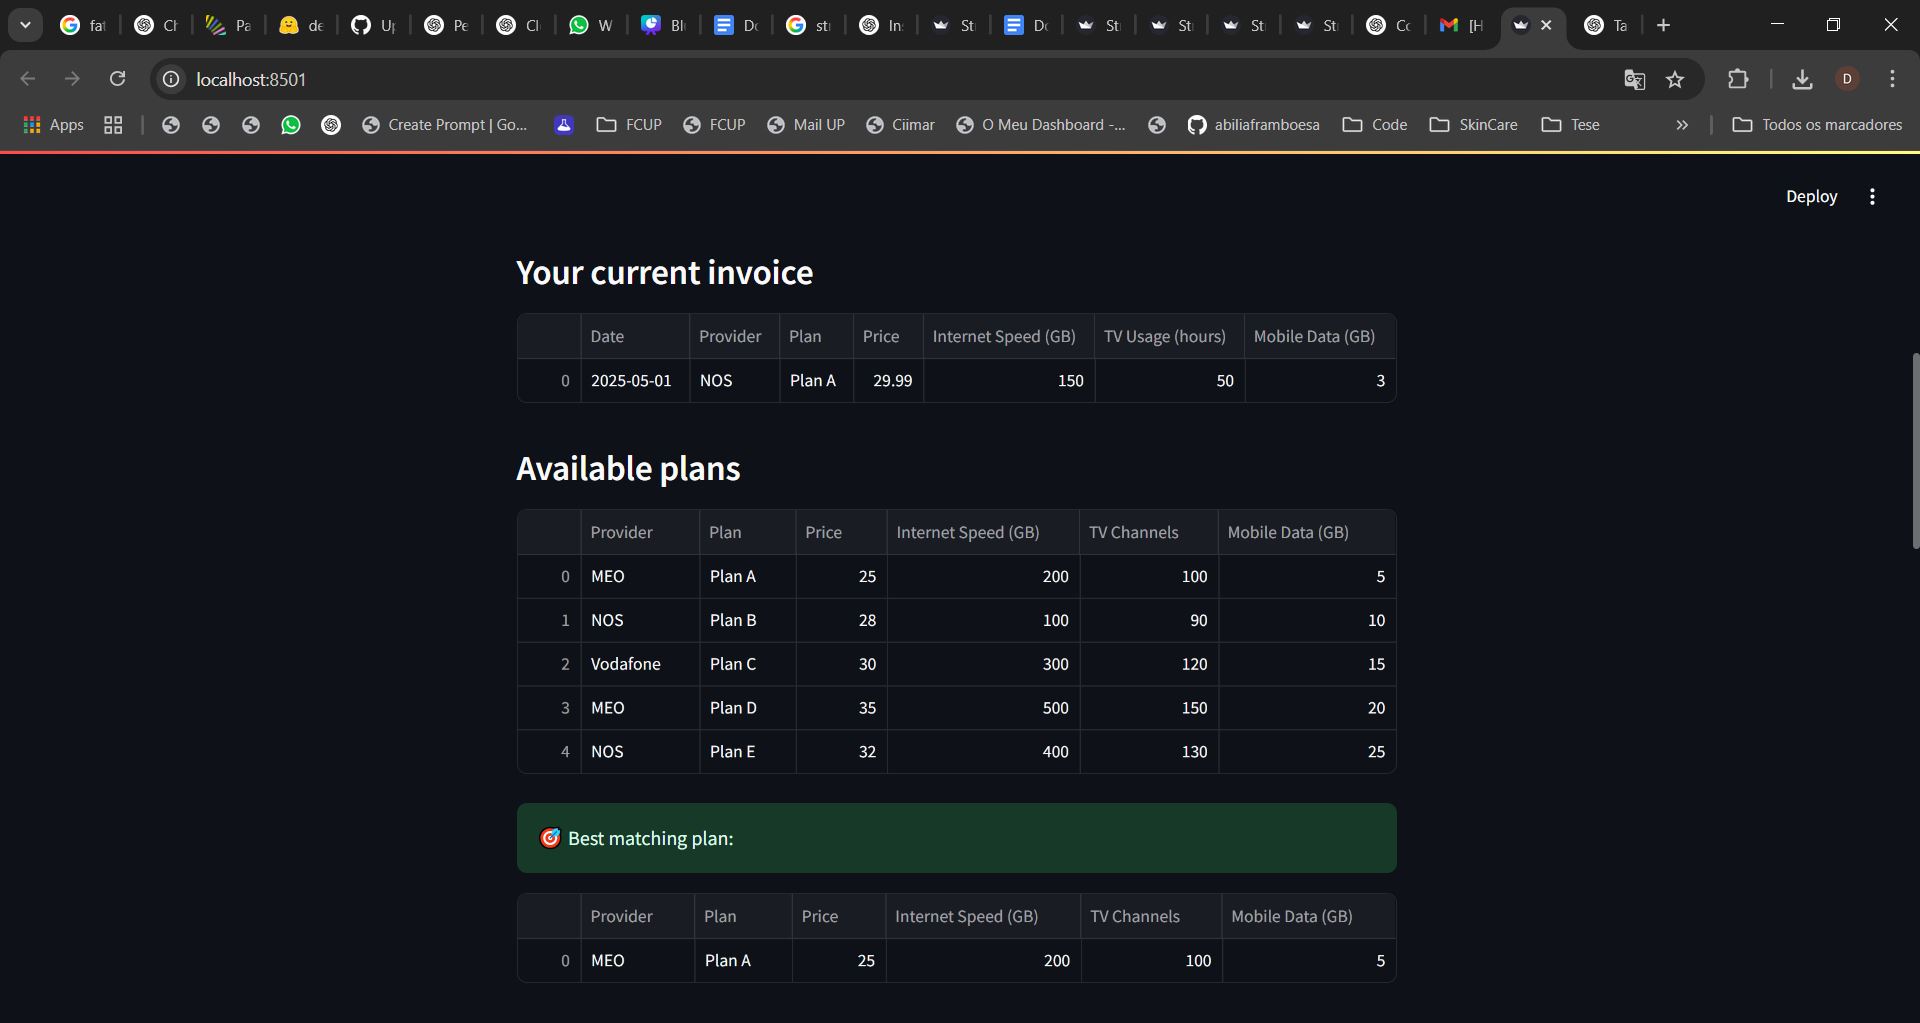 fat
Ch
Pa
de
Up
Pe
Cl
W
Bl
Do
str
In
St
Do
St
St
St
St
Co
[H
Ta
localhost:8501
D
Apps
Create Prompt | Go...
FCUP
FCUP
Mail UP
Ciimar
O Meu Dashboard -...
abiliaframboesa
Code
SkinCare
Tese
»
Todos os marcadores
Deploy
Your current invoice
Date Provider Plan Price Internet Speed (GB) TV Usage (hours) Mobile Data (GB)
0 2025-05-01 NOS Plan A 29.99 150 50 3
Available plans
Provider Plan Price Internet Speed (GB) TV Channels Mobile Data (GB)
0 MEO Plan A 25 200 100 5
1 NOS Plan B 28 100 90 10
2 Vodafone Plan C 30 300 120 15
3 MEO Plan D 35 500 150 20
4 NOS Plan E 32 400 130 25
🎯 Best matching plan:
Provider Plan Price Internet Speed (GB) TV Channels Mobile Data (GB)
0 MEO Plan A 25 200 100 5